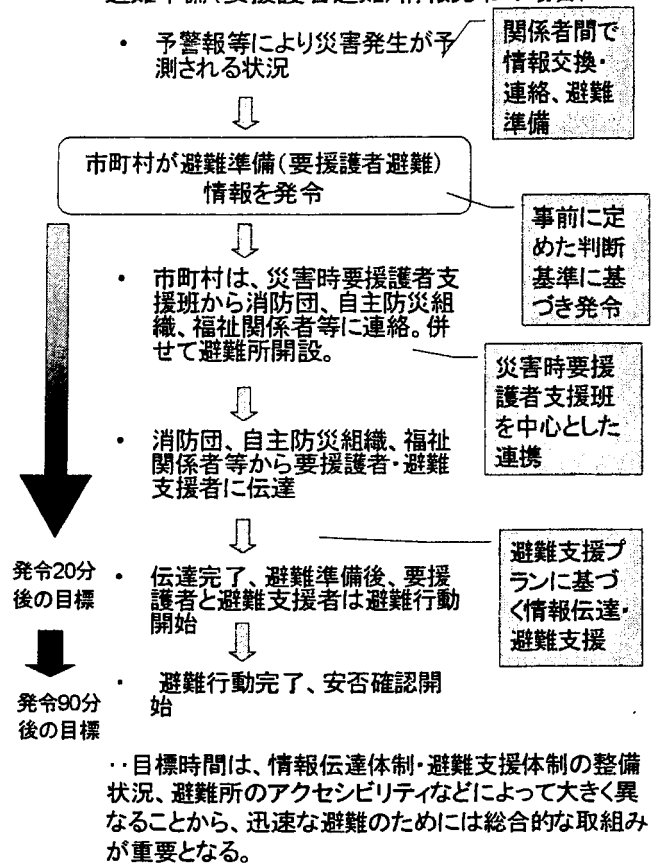 ・ 予警報等により災害発生が予
測される状況
関係者間で
情報交換・
連絡、避難
準備
市町村が避難準備(要援護者避難)
情報を発令
事前に定
めた判断
基準に基
づき発令
・ 市町村は、災害時要援護者支
援班から消防団、自主防災組
織、福祉関係者等に連絡。併
せて避難所開設。
災害時要援
護者支援班
を中心とした
連携
・ 消防団、自主防災組織、福祉
関係者等から要援護者・避難
支援者に伝達
避難支援プ
ランに基づ
く情報伝達・
避難支援
発令20分
後の目標
・ 伝達完了、避難準備後、要援
護者と避難支援者は避難行動
開始
発令90分
後の目標
・ 避難行動完了、安否確認開
始
‥目標時間は、情報伝達体制・避難支援体制の整備
状況、避難所のアクセシビリティなどによって大きく異
なることから、迅速な避難のためには総合的な取組み
が重要となる。